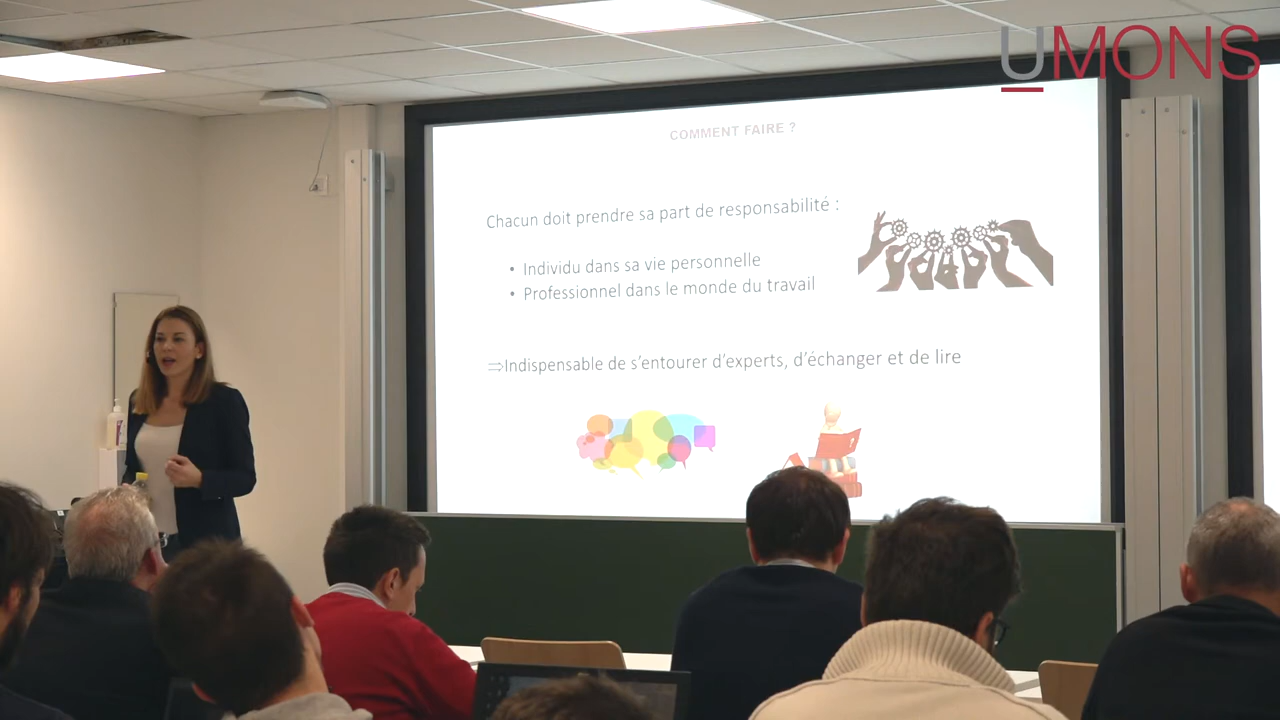 UMONS
COMMENT FAIRE ?
Chacun doit prendre sa part de responsabilité :
• Individu dans sa vie personnelle
• Professionnel dans le monde du travail
⇒Indispensable de s'entourer d'experts, d'échanger et de lire